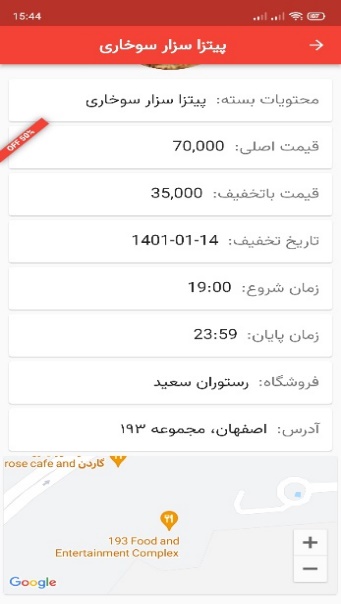 15:44
پیتزا سزار سوخاری
محتویات بسته: پیتزا سزار سوخاری
OFF 50%
قیمت اصلی: 70,000
قیمت باتخفیف: 35,000
تاریخ تخفیف: 1401-01-14
زمان شروع: 19:00
زمان پایان: 23:59
فروشگاه: رستوران سعید
آدرس: اصفهان، مجموعه ۱۹۳
rose cafe and گاردن
193 Food and
Entertainment Complex
+
−
Google